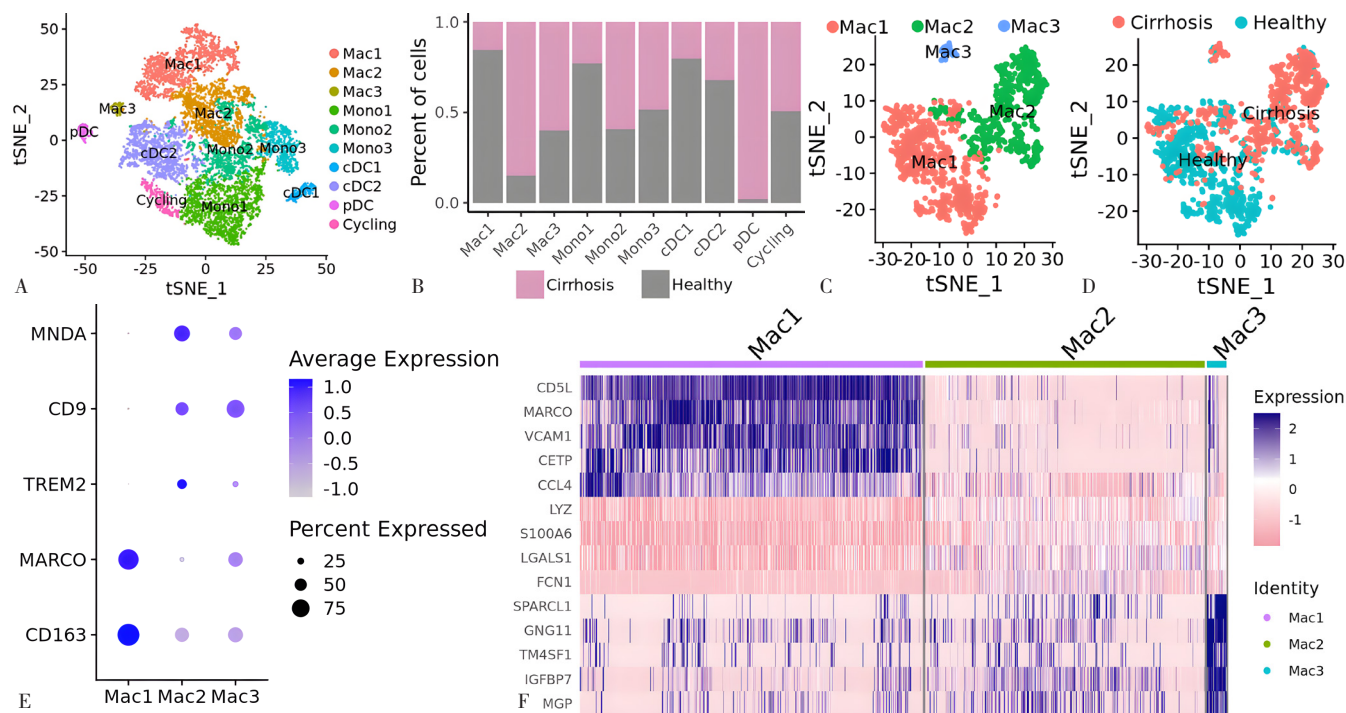 50
25
0
-25
-50
tSNE_2
Mac1
Mac2
Mac3
pDC
cDC2
Mono2
Mono3
Cycling
Mono1
cDC1
-50 -25 0 25 50
tSNE_1
A
Mac1
Mac2
Mac3
Mono1
Mono2
Mono3
cDC1
cDC2
pDC
Cycling
1.0
0.5
0.0
Percent of cells
Mac1 Mac2 Mac3 Mono1 Mono2 Mono3 cDC1 cDC2 pDC Cycling
Cirrhosis Healthy
B
Mac1 Mac2 Mac3
20
10
0
-10
-20
tSNE_2
Mac3
Mac2
Mac1
-30 -20 -10 0 10 20 30
tSNE_1
C
Cirrhosis Healthy
20
10
0
-10
-20
tSNE_2
Cirrhosis
Healthy
-30 -20 -10 0 10 20 30
tSNE_1
D
MNDA
CD9
TREM2
MARCO
CD163
Mac1 Mac2 Mac3
E
Average Expression
1.0
0.5
0.0
-0.5
-1.0
Percent Expressed
25
50
75
Mac1 Mac2 Mac3
CD5L
MARCO
VCAM1
CETP
CCL4
LYZ
S100A6
LGALS1
FCN1
SPARCL1
GNG11
TM4SF1
IGFBP7
MGP
F
Expression
2
1
0
-1
Identity
Mac1
Mac2
Mac3